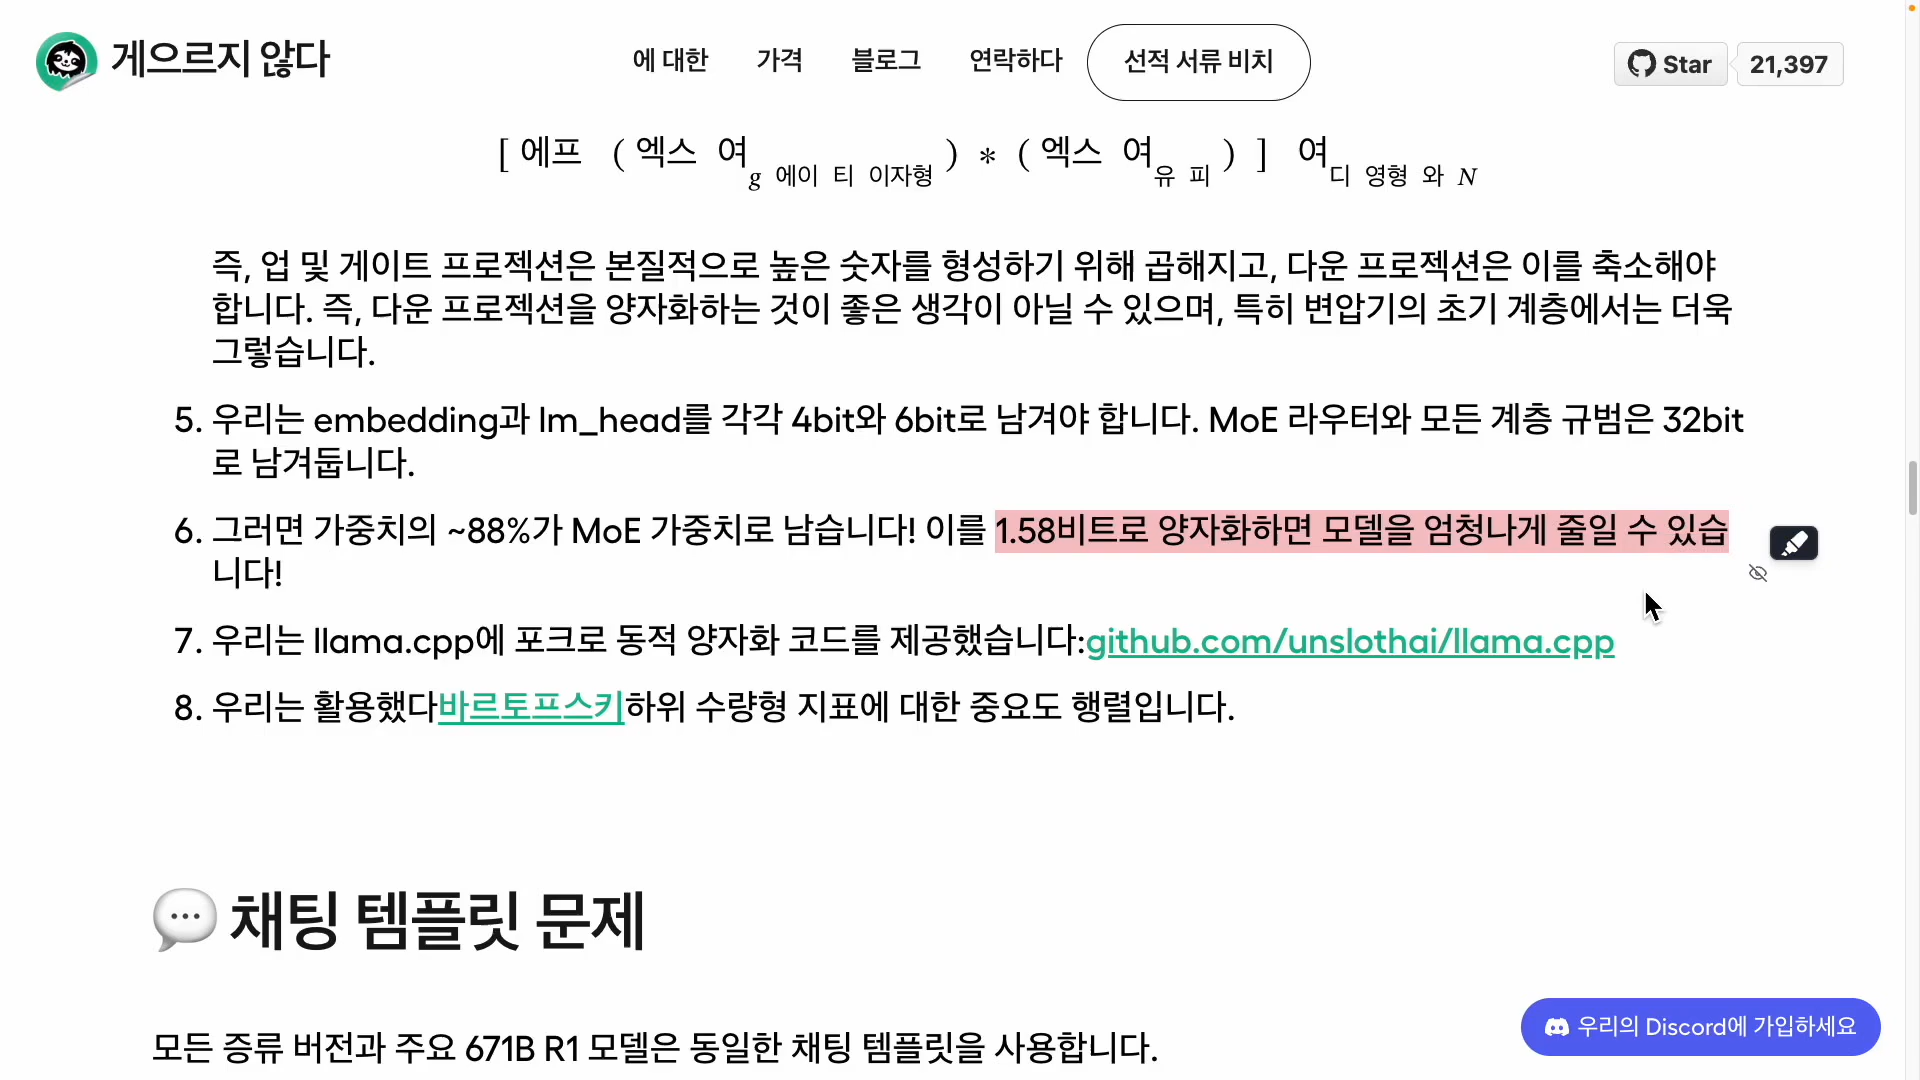 게으르지 않다
에 대한
가격
블로그
연락하다
선적 서류 비치
Star
21,397
[ 에프 ( 엑스 여g 에이 티 이자형 ) * ( 엑스 여유 피 ) ] 여디 영형 와 N
즉, 업 및 게이트 프로젝션은 본질적으로 높은 숫자를 형성하기 위해 곱해지고, 다운 프로젝션은 이를 축소해야
합니다. 즉, 다운 프로젝션을 양자화하는 것이 좋은 생각이 아닐 수 있으며, 특히 변압기의 초기 계층에서는 더욱
그렇습니다.
5. 우리는 embedding과 lm_head를 각각 4bit와 6bit로 남겨야 합니다. MoE 라우터와 모든 계층 규범은 32bit
로 남겨둡니다.
6. 그러면 가중치의 ~88%가 MoE 가중치로 남습니다! 이를 1.58비트로 양자화하면 모델을 엄청나게 줄일 수 있습
니다!
7. 우리는 llama.cpp에 포크로 동적 양자화 코드를 제공했습니다:github.com/unslothai/llama.cpp
8. 우리는 활용했다바르토프스키하위 수량형 지표에 대한 중요도 행렬입니다.
채팅 템플릿 문제
모든 증류 버전과 주요 671B R1 모델은 동일한 채팅 템플릿을 사용합니다.
우리의 Discord에 가입하세요